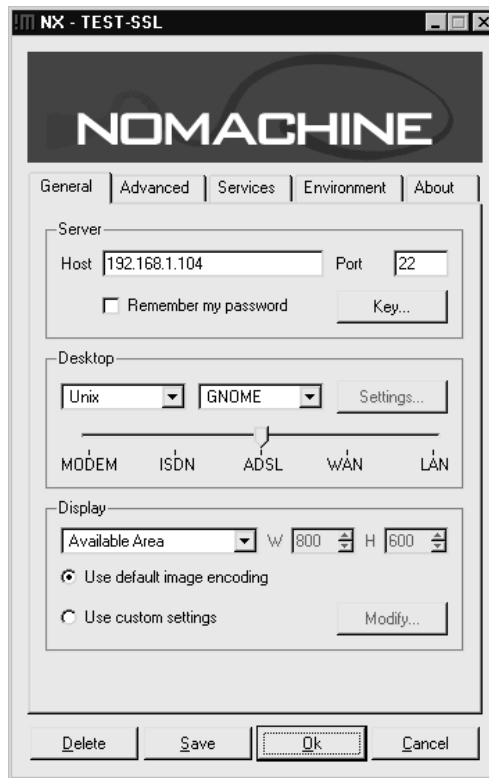 !M NX - TEST-SSL
NOMACHINE
General Advanced Services Environment About
Server
Host 192.168.1.104 Port 22
Remember my password Key...
Desktop
Unix GNOME Settings...
MODEM ISDN ADSL WAN LAN
Display
Available Area W 800 H 600
Use default image encoding
Use custom settings Modify...
Delete Save Ok Cancel